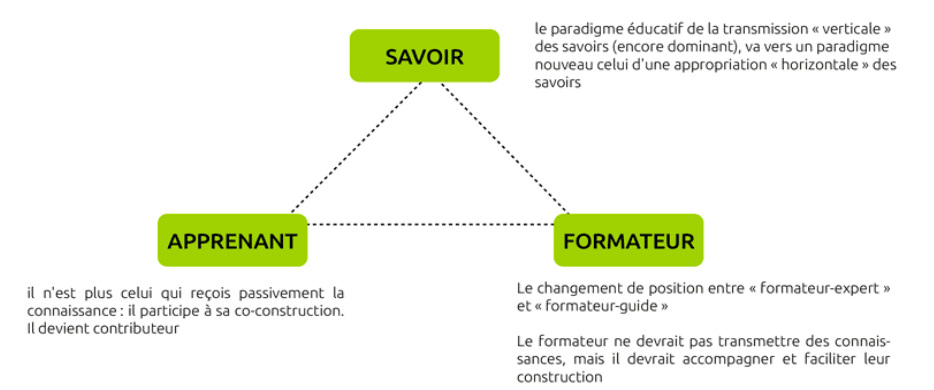 SAVOIR
le paradigme éducatif de la transmission « verticale »
des savoirs (encore dominant), va vers un paradigme
nouveau celui d'une appropriation « horizontale » des
savoirs
APPRENANT
il n'est plus celui qui reçois passivement la
connaissance : il participe à sa co-construction.
Il devient contributeur
FORMATEUR
Le changement de position entre « formateur-expert »
et « formateur-guide »
Le formateur ne devrait pas transmettre des connais-
sances, mais il devrait accompagner et faciliter leur
construction